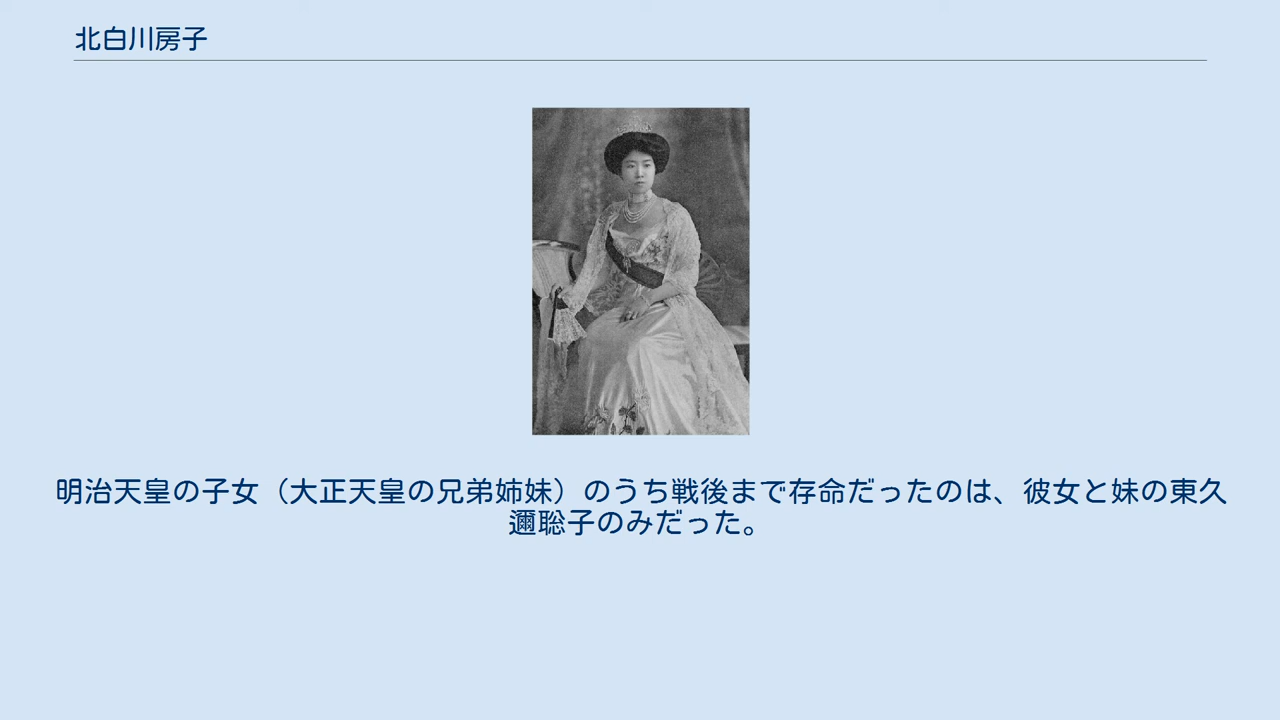 北白川房子
明治天皇の子女（大正天皇の兄弟姉妹）のうち戦後まで存命だったのは、彼女と妹の東久
邇聡子のみだった。